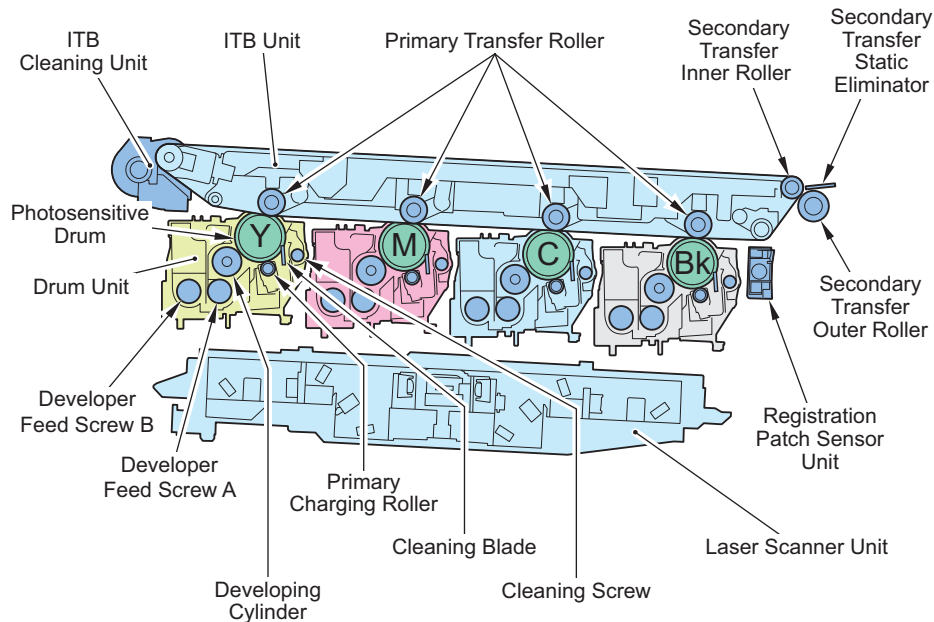 ITB
Cleaning Unit
ITB Unit
Primary Transfer Roller
Secondary
Transfer
Inner Roller
Secondary
Transfer
Static
Eliminator
Photosensitive
Drum
Drum Unit
Y
M
C
Bk
Secondary
Transfer
Outer Roller
Developer
Feed Screw B
Developer
Feed Screw A
Primary
Charging Roller
Registration
Patch Sensor
Unit
Cleaning Blade
Laser Scanner Unit
Developing
Cylinder
Cleaning Screw